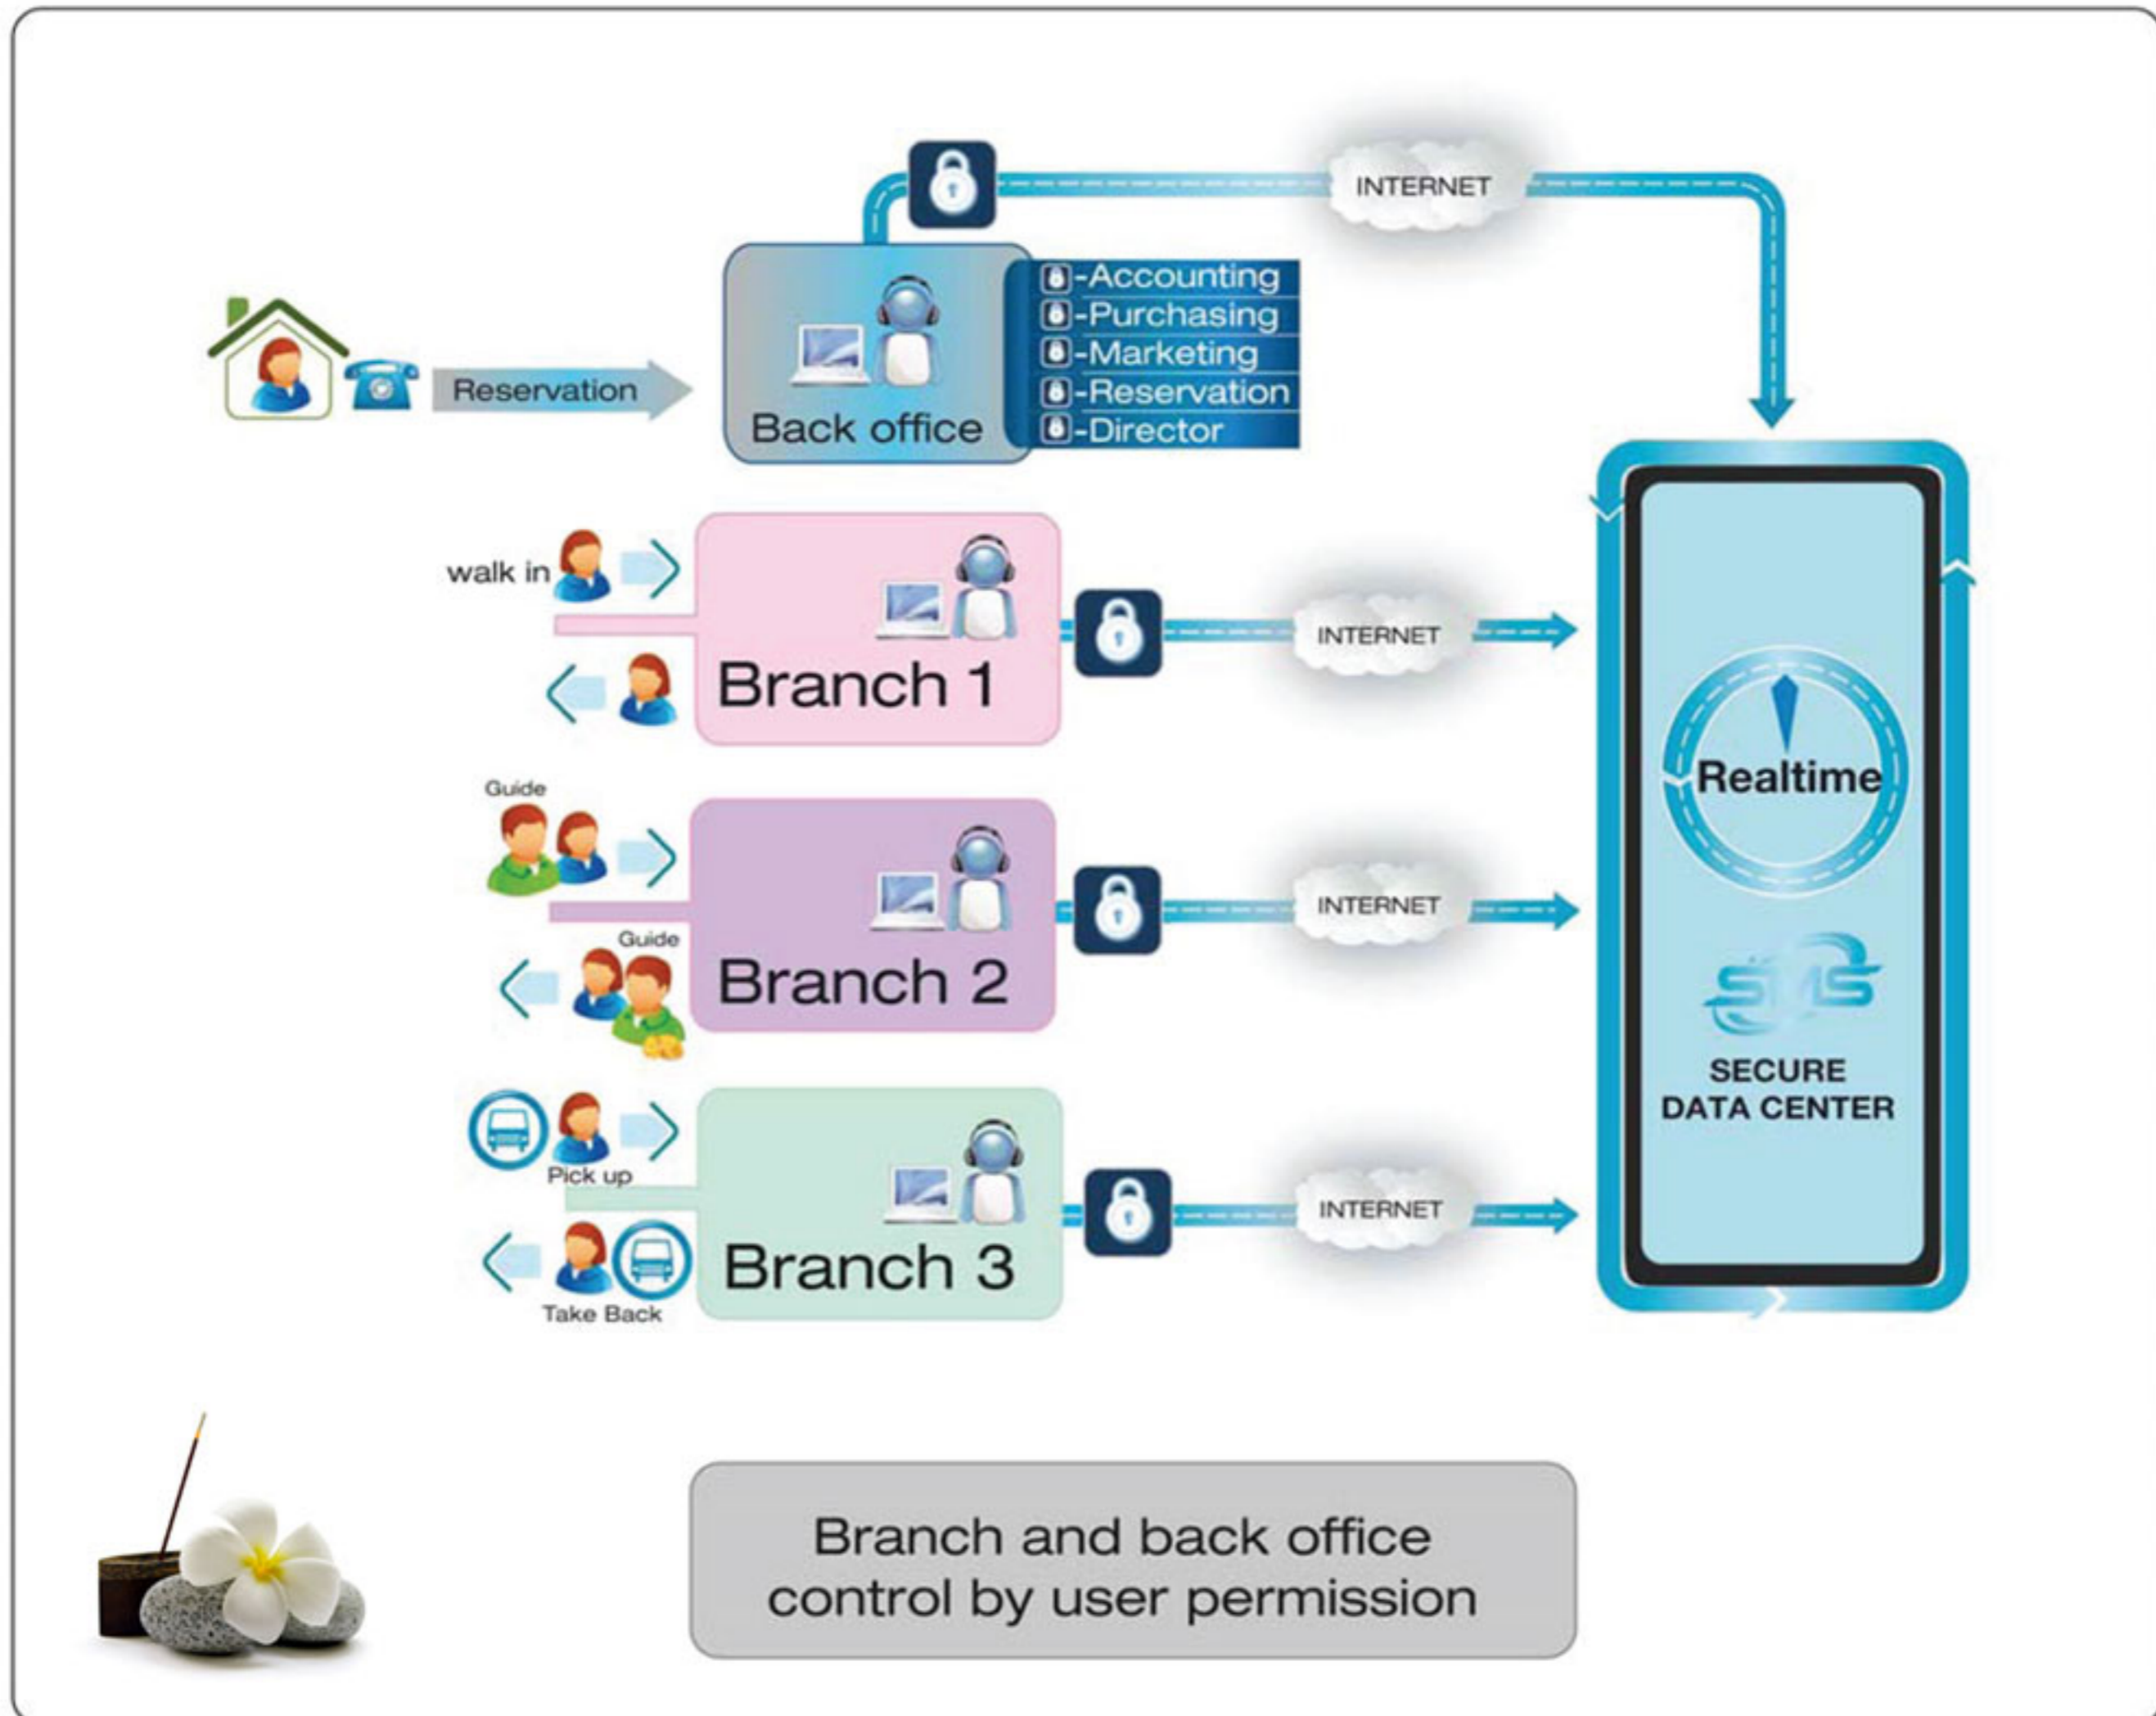 INTERNET
-Accounting
-Purchasing
-Marketing
-Reservation
-Director
Reservation
Back office
walk in
Branch 1
INTERNET
Guide
Guide
Branch 2
INTERNET
Pick up
Take Back
Branch 3
INTERNET
Realtime
SMS
SECURE
DATA CENTER
Branch and back office
control by user permission